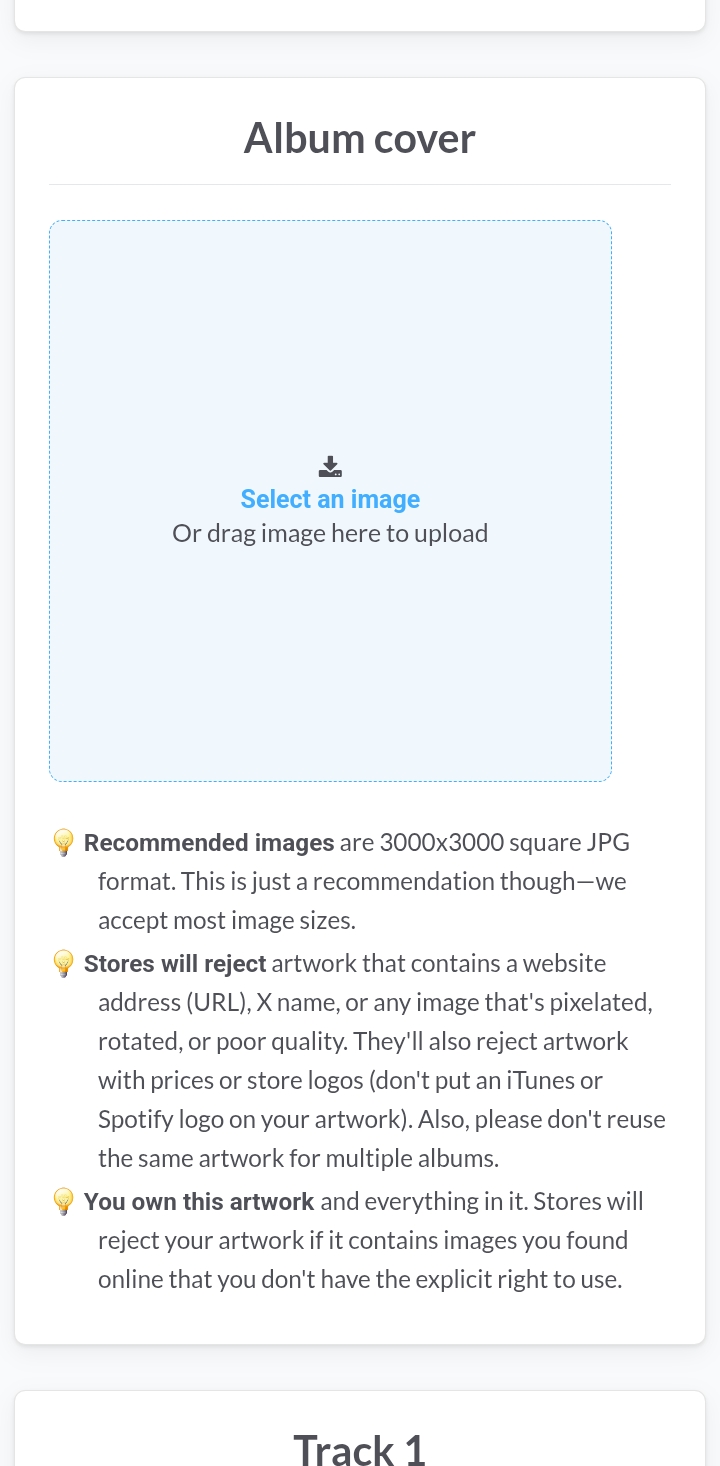 Album cover
Select an image
Or drag image here to upload
Recommended images are 3000x3000 square JPG
format. This is just a recommendation though—we
accept most image sizes.
Stores will reject artwork that contains a website
address (URL), X name, or any image that's pixelated,
rotated, or poor quality. They'll also reject artwork
with prices or store logos (don't put an iTunes or
Spotify logo on your artwork). Also, please don't reuse
the same artwork for multiple albums.
You own this artwork and everything in it. Stores will
reject your artwork if it contains images you found
online that you don't have the explicit right to use.
Track 1